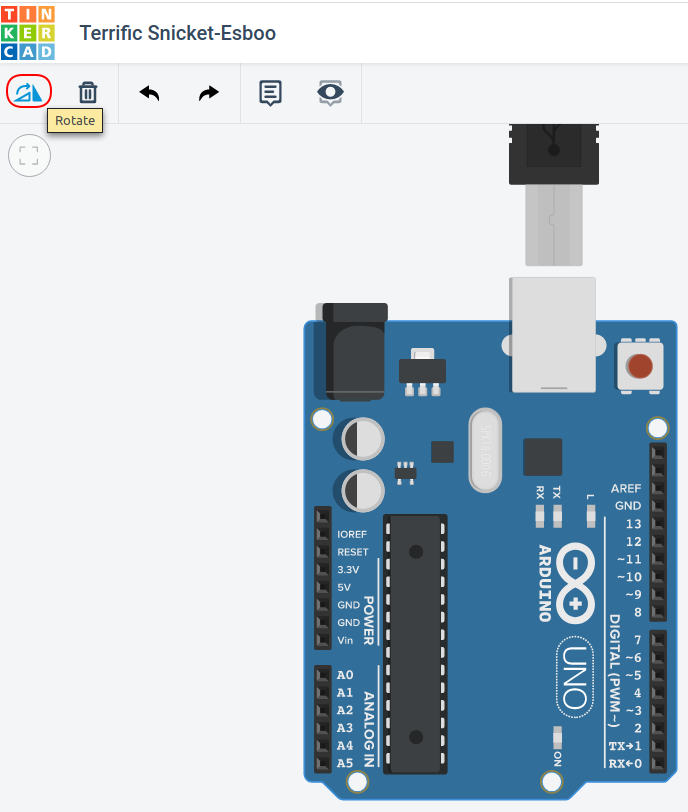 TIN
KER
CAD
Terrific Snicket-Esboo
Rotate
AREF
GND
13
12
~11
~10
~9
8
7
~6
~5
4
~3
2
TX→1
RX←0
DIGITAL (PWM~)
RX
TX
L
ARDUINO
UNO
ON
IOREF
RESET
3.3V
5V
GND
GND
Vin
POWER
A0
A1
A2
A3
A4
A5
ANALOG IN